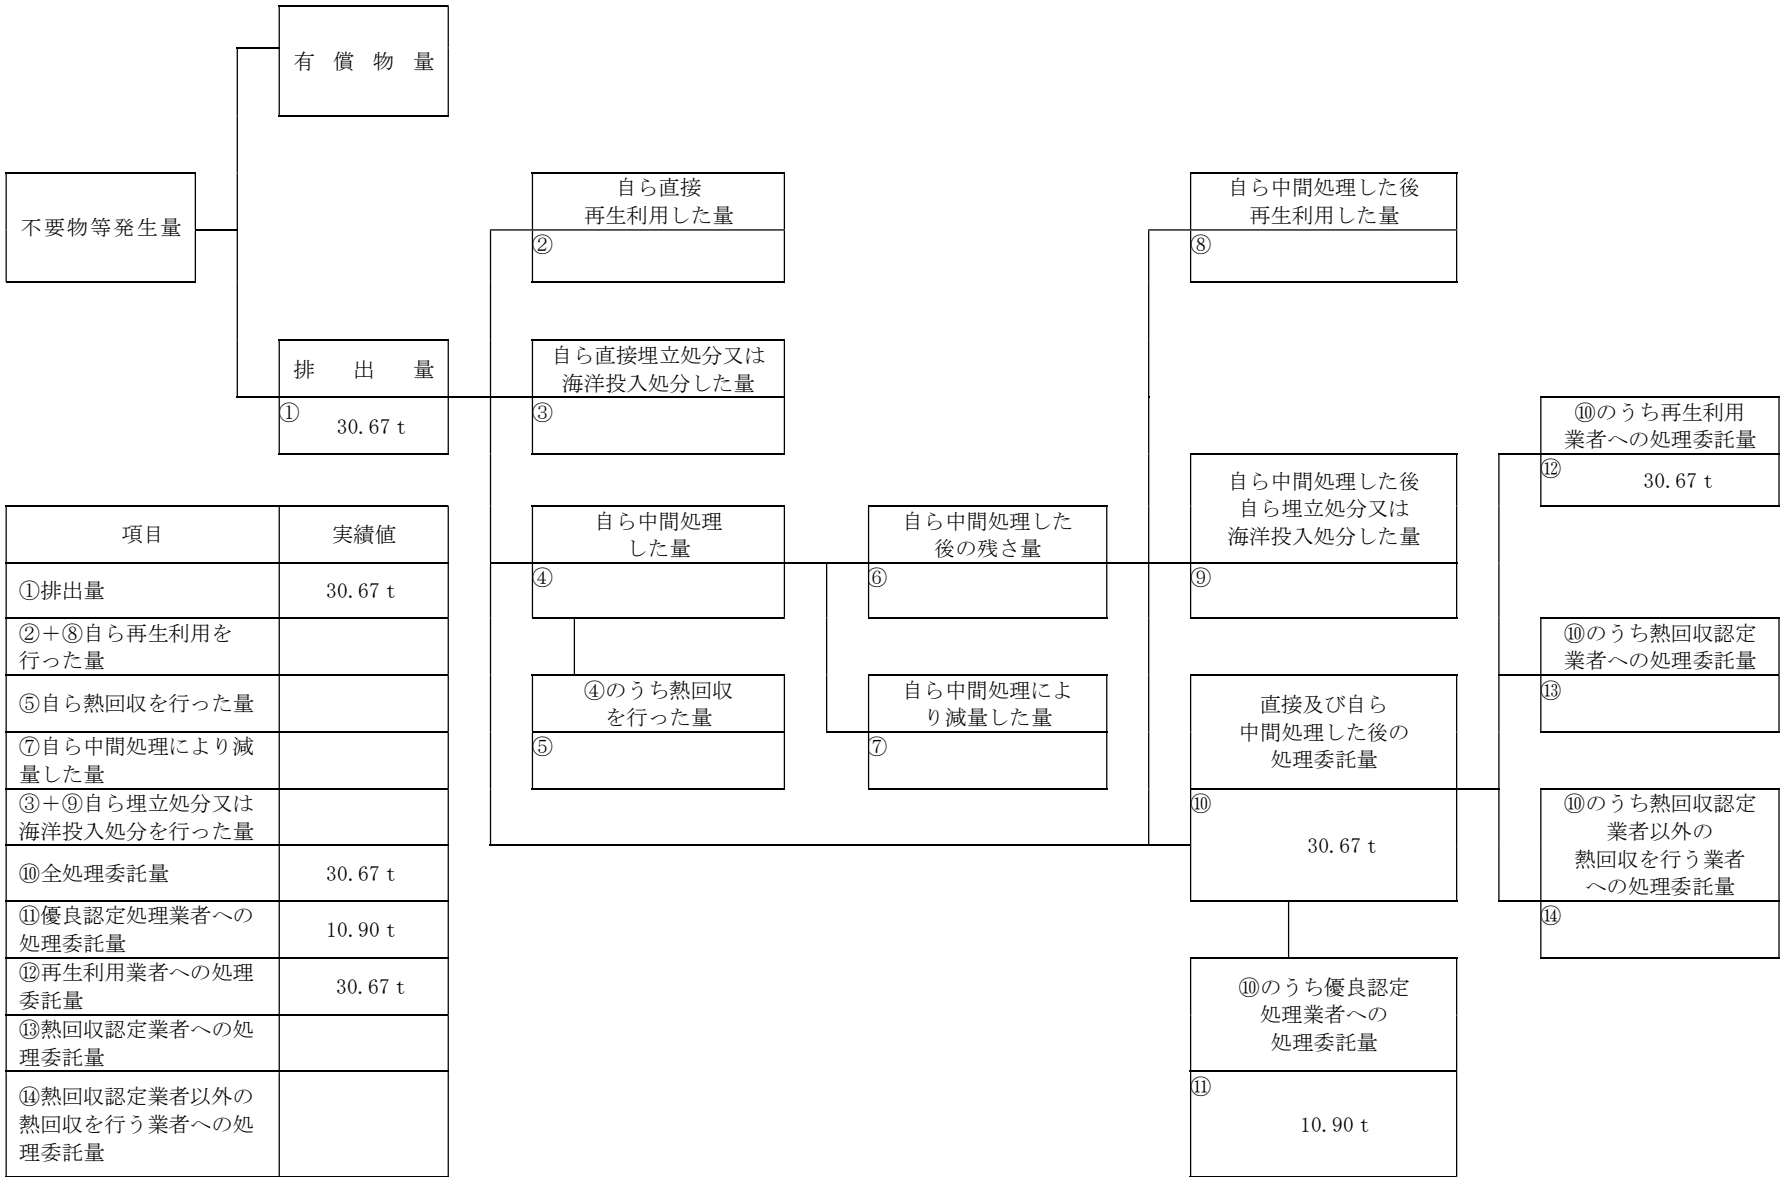 有償物量
不要物等発生量
自ら直接
再生利用した量
②
自ら中間処理した後
再生利用した量
⑧
排出量
①
30.67 t
自ら直接埋立処分又は
海洋投入処分した量
③
⑩のうち再生利用
業者への処理委託量
⑫
30.67 t
自ら中間処理
した量
④
自ら中間処理した
後の残さ量
⑥
自ら中間処理した後
自ら埋立処分又は
海洋投入処分した量
⑨
⑩のうち熱回収認定
業者への処理委託量
⑬
④のうち熱回収
を行った量
⑤
自ら中間処理によ
り減量した量
⑦
直接及び自ら
中間処理した後の
処理委託量
⑩
30.67 t
⑩のうち熱回収認定
業者以外の
熱回収を行う業者
への処理委託量
⑭
⑩のうち優良認定
処理業者への
処理委託量
⑪
10.90 t
項目 実績値
①排出量 30.67 t
②＋⑧自ら再生利用を
行った量
⑤自ら熱回収を行った量
⑦自ら中間処理により減
量した量
③＋⑨自ら埋立処分又は
海洋投入処分を行った量
⑩全処理委託量 30.67 t
⑪優良認定処理業者への
処理委託量 10.90 t
⑫再生利用業者への処理
委託量 30.67 t
⑬熱回収認定業者への処
理委託量
⑭熱回収認定業者以外の
熱回収を行う業者への処
理委託量